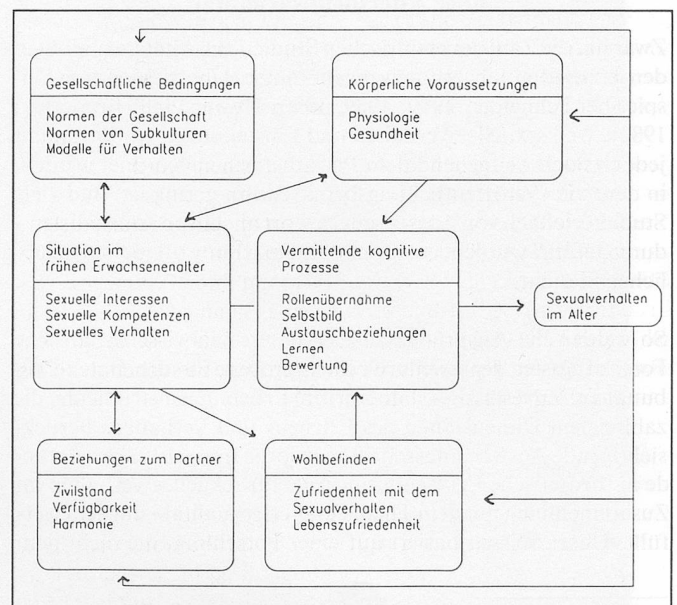 Gesellschaftliche Bedingungen
Normen der Gesellschaft
Normen von Subkulturen
Modelle für Verhalten
Körperliche Voraussetzungen
Physiologie
Gesundheit
Situation im
frühen Erwachsenenalter
Sexuelle Interessen
Sexuelle Kompetenzen
Sexuelles Verhalten
Vermittelnde kognitive
Prozesse
Rollenübernahme
Selbstbild
Austauschbeziehungen
Lernen
Bewertung
Sexualverhalten
im Alter
Beziehungen zum Partner
Zivilstand
Verfügbarkeit
Harmonie
Wohlbefinden
Zufriedenheit mit dem
Sexualverhalten
Lebenszufriedenheit